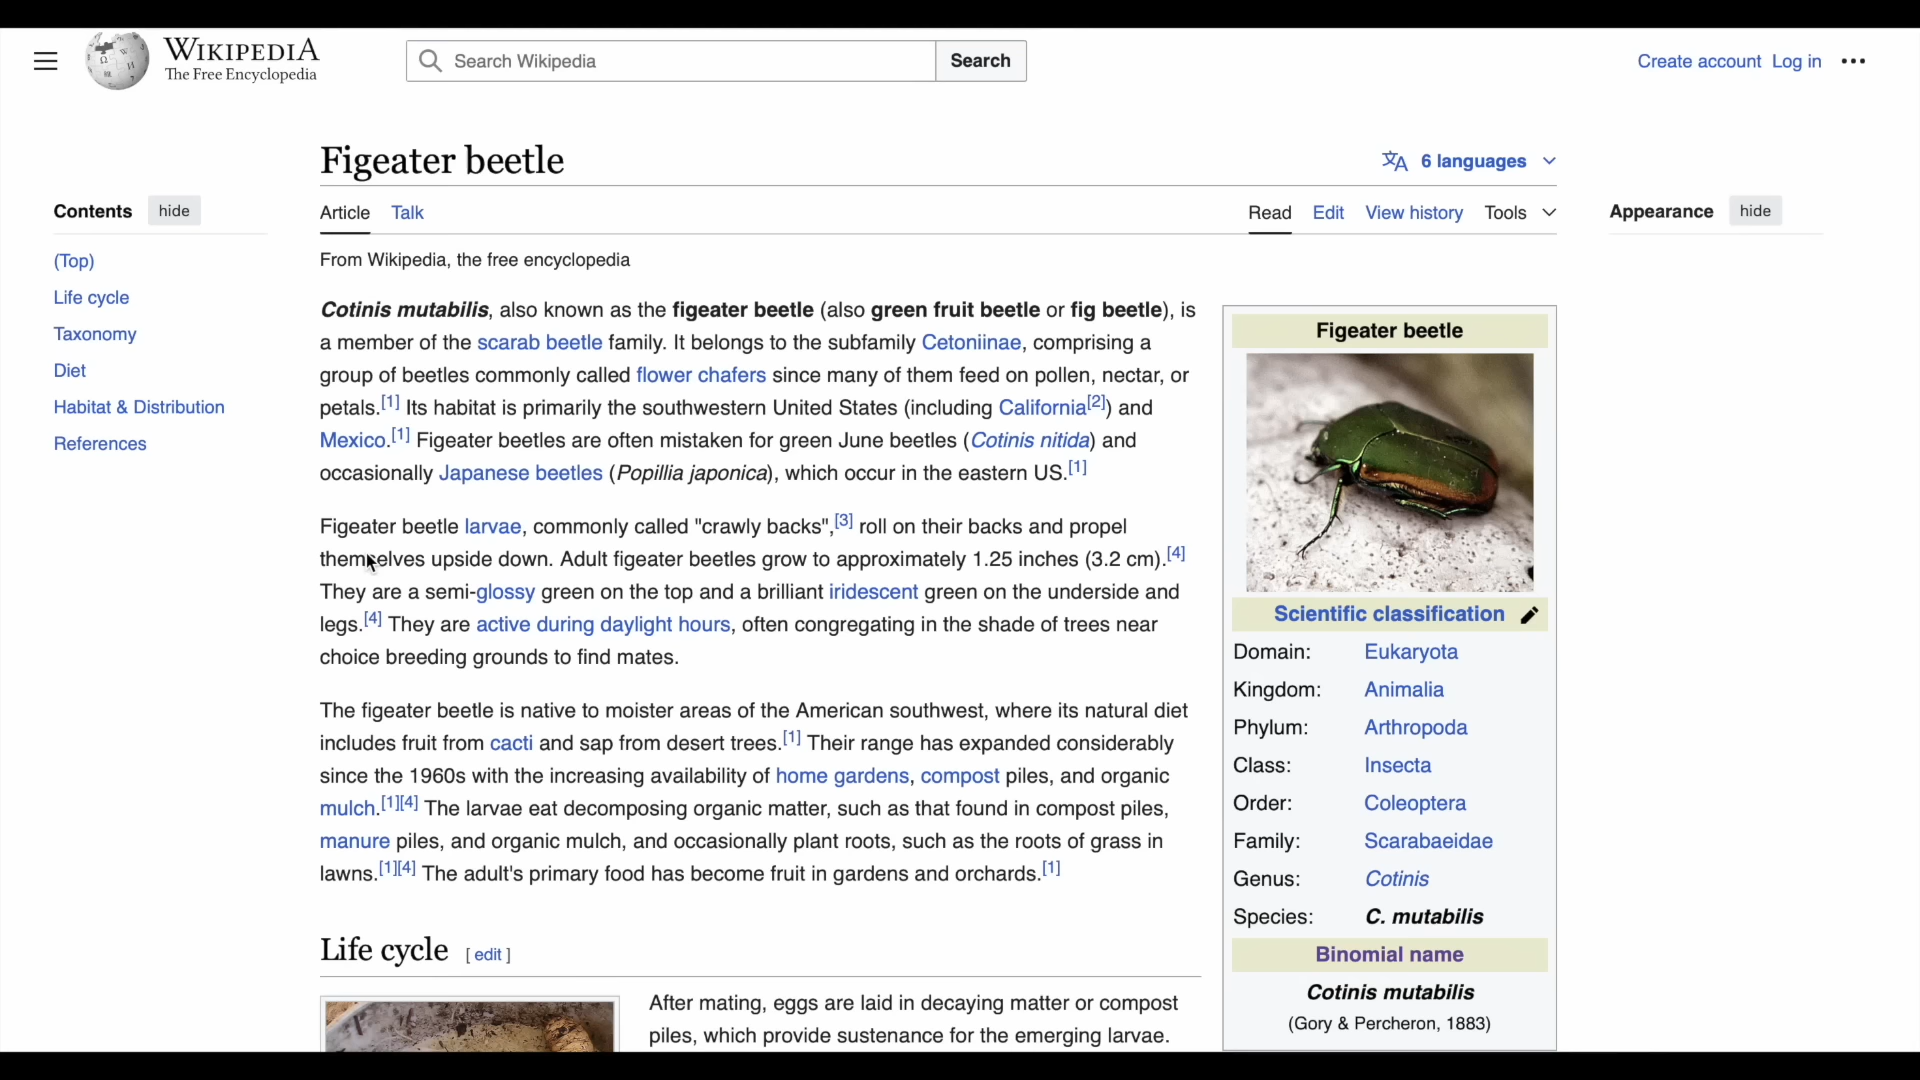 WIKIPEDIA
The Free Encyclopedia
Search Wikipedia
Search
Create account
Log in
Figeater beetle
6 languages
Contents
hide
Article
Talk
Read
Edit
View history
Tools
Appearance
hide
(Top)
Life cycle
Taxonomy
Diet
Habitat & Distribution
References
From Wikipedia, the free encyclopedia
Cotinis mutabilis, also known as the figeater beetle (also green fruit beetle or fig beetle), is
a member of the scarab beetle family. It belongs to the subfamily Cetoniinae, comprising a
group of beetles commonly called flower chafers since many of them feed on pollen, nectar, or
petals.[1] Its habitat is primarily the southwestern United States (including California[2]) and
Mexico.[1] Figeater beetles are often mistaken for green June beetles (Cotinis nitida) and
occasionally Japanese beetles (Popillia japonica), which occur in the eastern US.[1]
Figeater beetle larvae, commonly called "crawly backs",[3] roll on their backs and propel
themselves upside down. Adult figeater beetles grow to approximately 1.25 inches (3.2 cm).[4]
They are a semi-glossy green on the top and a brilliant iridescent green on the underside and
legs.[4] They are active during daylight hours, often congregating in the shade of trees near
choice breeding grounds to find mates.
The figeater beetle is native to moister areas of the American southwest, where its natural diet
includes fruit from cacti and sap from desert trees.[1] Their range has expanded considerably
since the 1960s with the increasing availability of home gardens, compost piles, and organic
mulch.[1][4] The larvae eat decomposing organic matter, such as that found in compost piles,
manure piles, and organic mulch, and occasionally plant roots, such as the roots of grass in
lawns.[1][4] The adult's primary food has become fruit in gardens and orchards.[1]
Life cycle [ edit ]
After mating, eggs are laid in decaying matter or compost
piles, which provide sustenance for the emerging larvae.
Figeater beetle
Scientific classification
Domain: Eukaryota
Kingdom: Animalia
Phylum: Arthropoda
Class: Insecta
Order: Coleoptera
Family: Scarabaeidae
Genus: Cotinis
Species: C. mutabilis
Binomial name
Cotinis mutabilis
(Gory & Percheron, 1883)